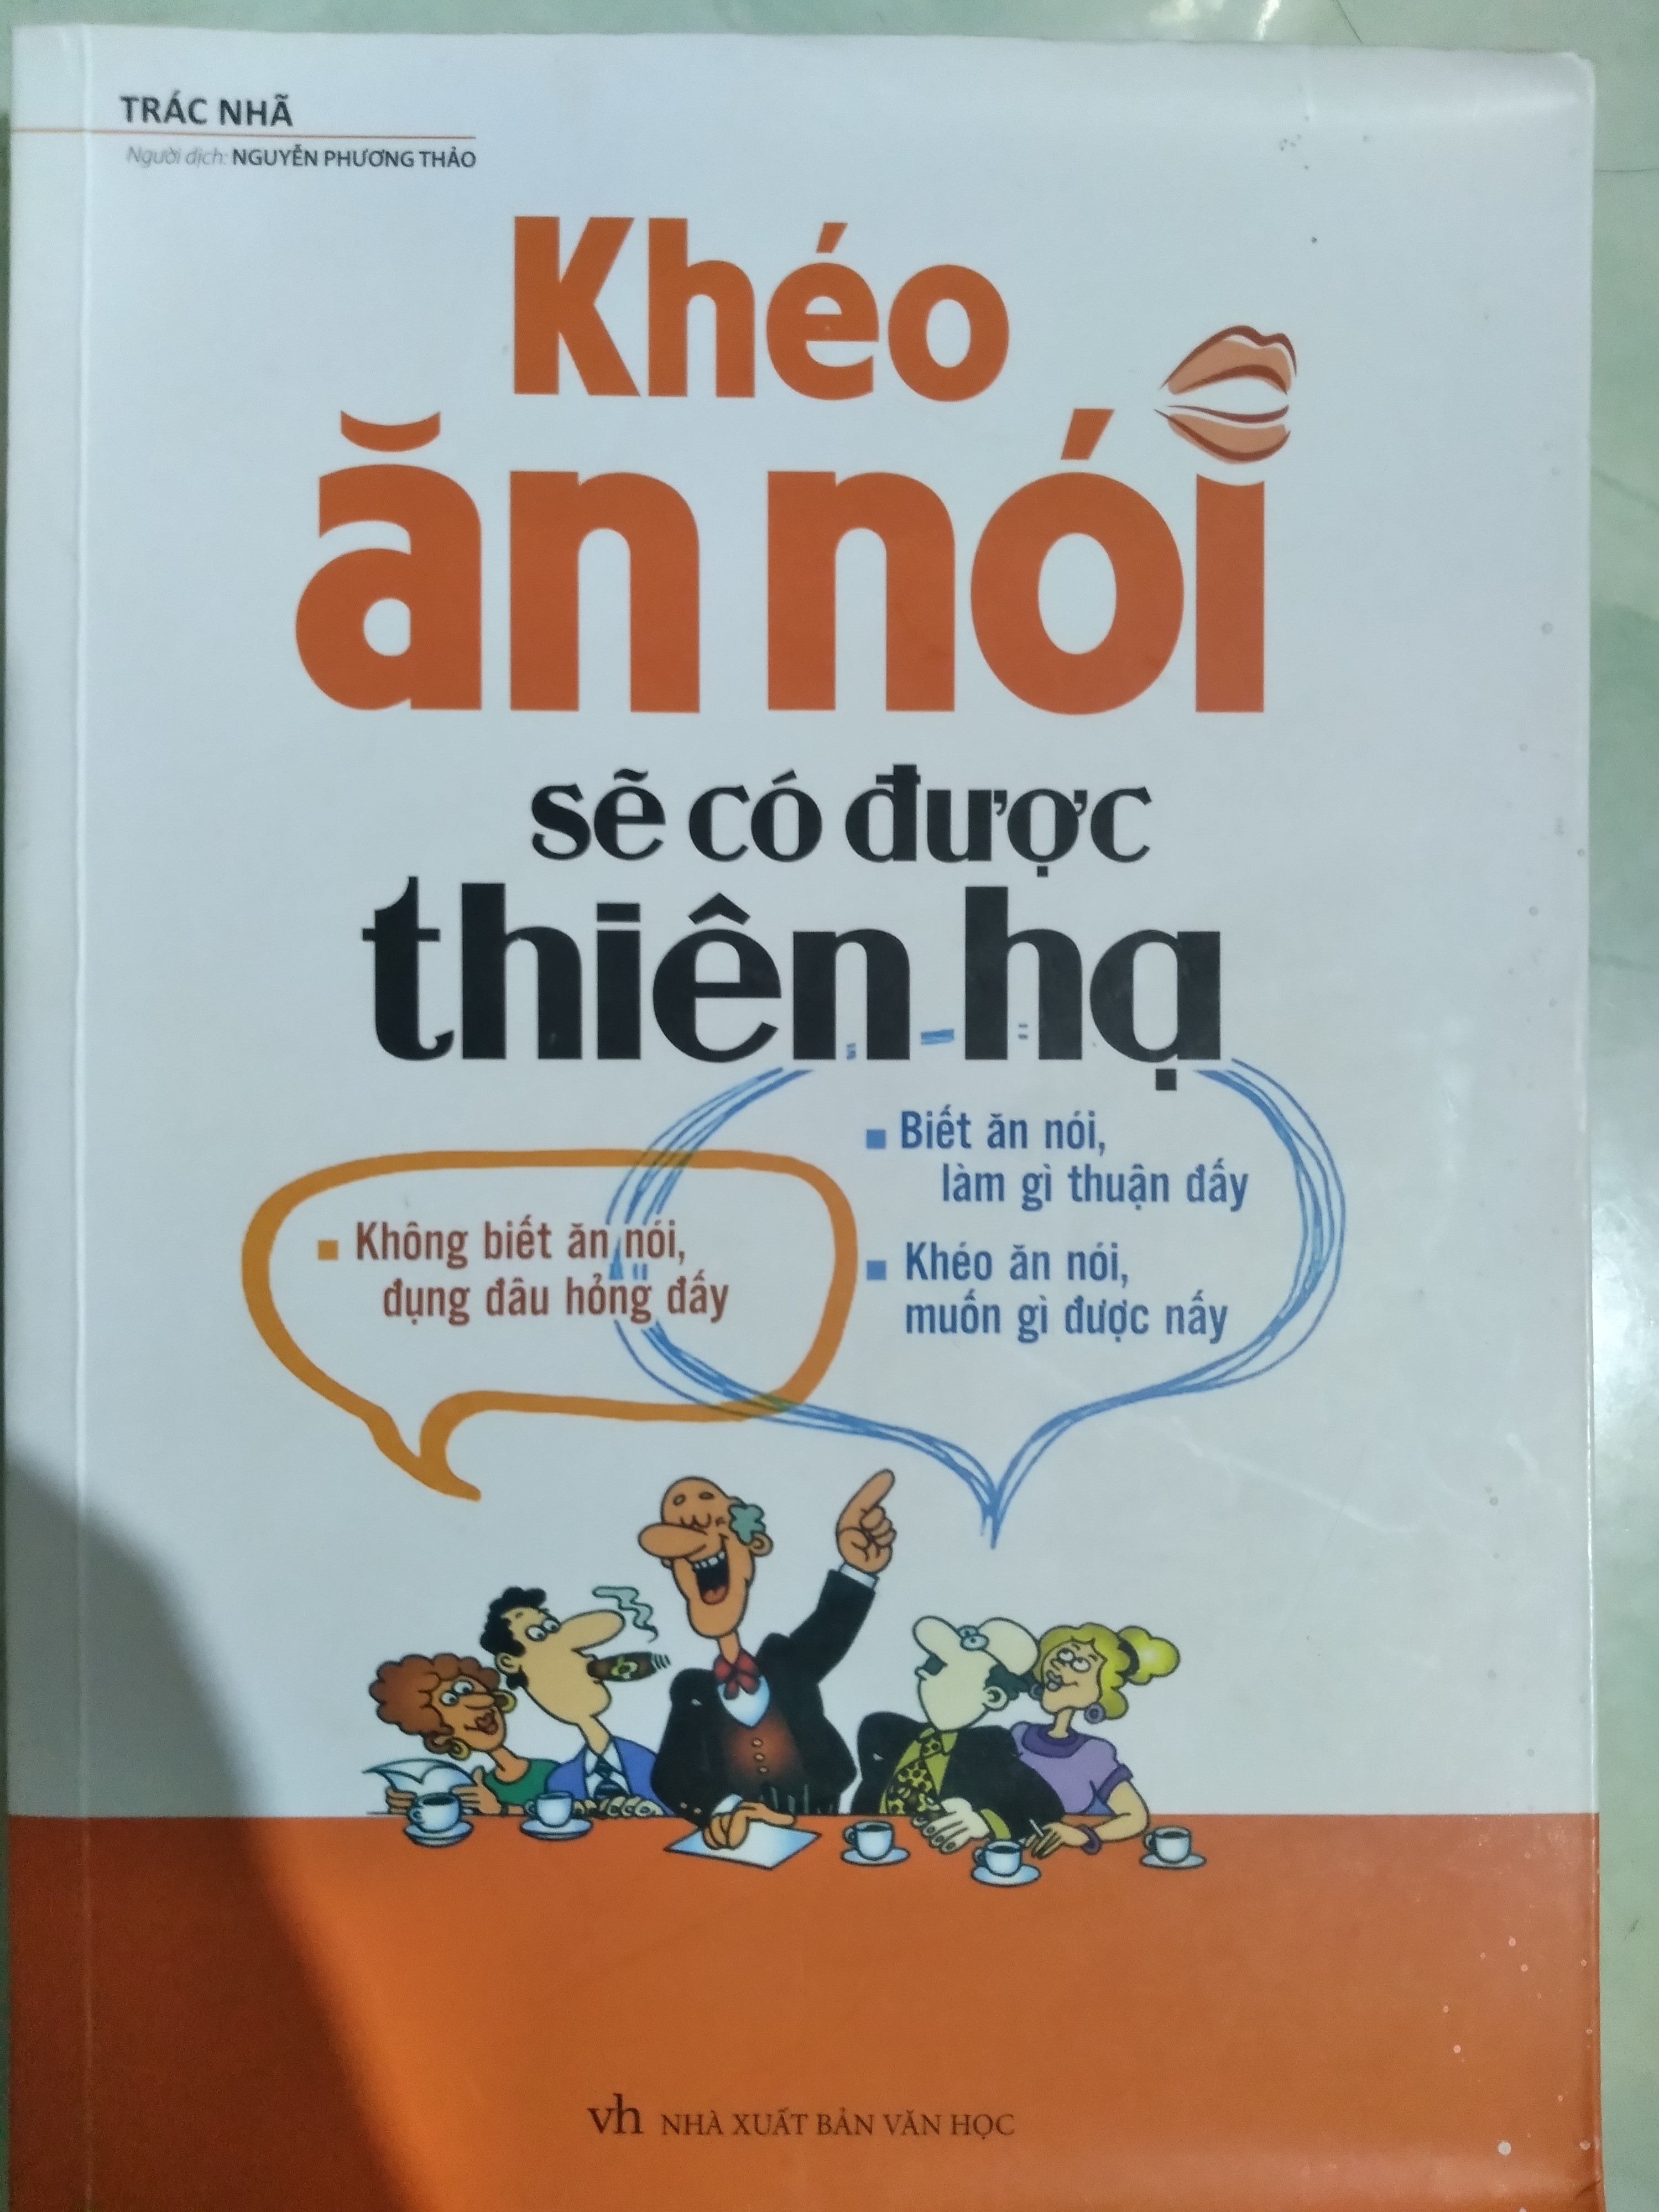 TRÁC NHÃ
Người dịch: NGUYỄN PHƯƠNG THẢO
Khéo
ăn nói
sẽ có được
thiên hạ
Biết ăn nói,
làm gì thuận đấy
Khéo ăn nói,
muốn gì được nấy
Không biết ăn nói,
đụng đâu hỏng đấy
vh NHÀ XUẤT BẢN VĂN HỌC